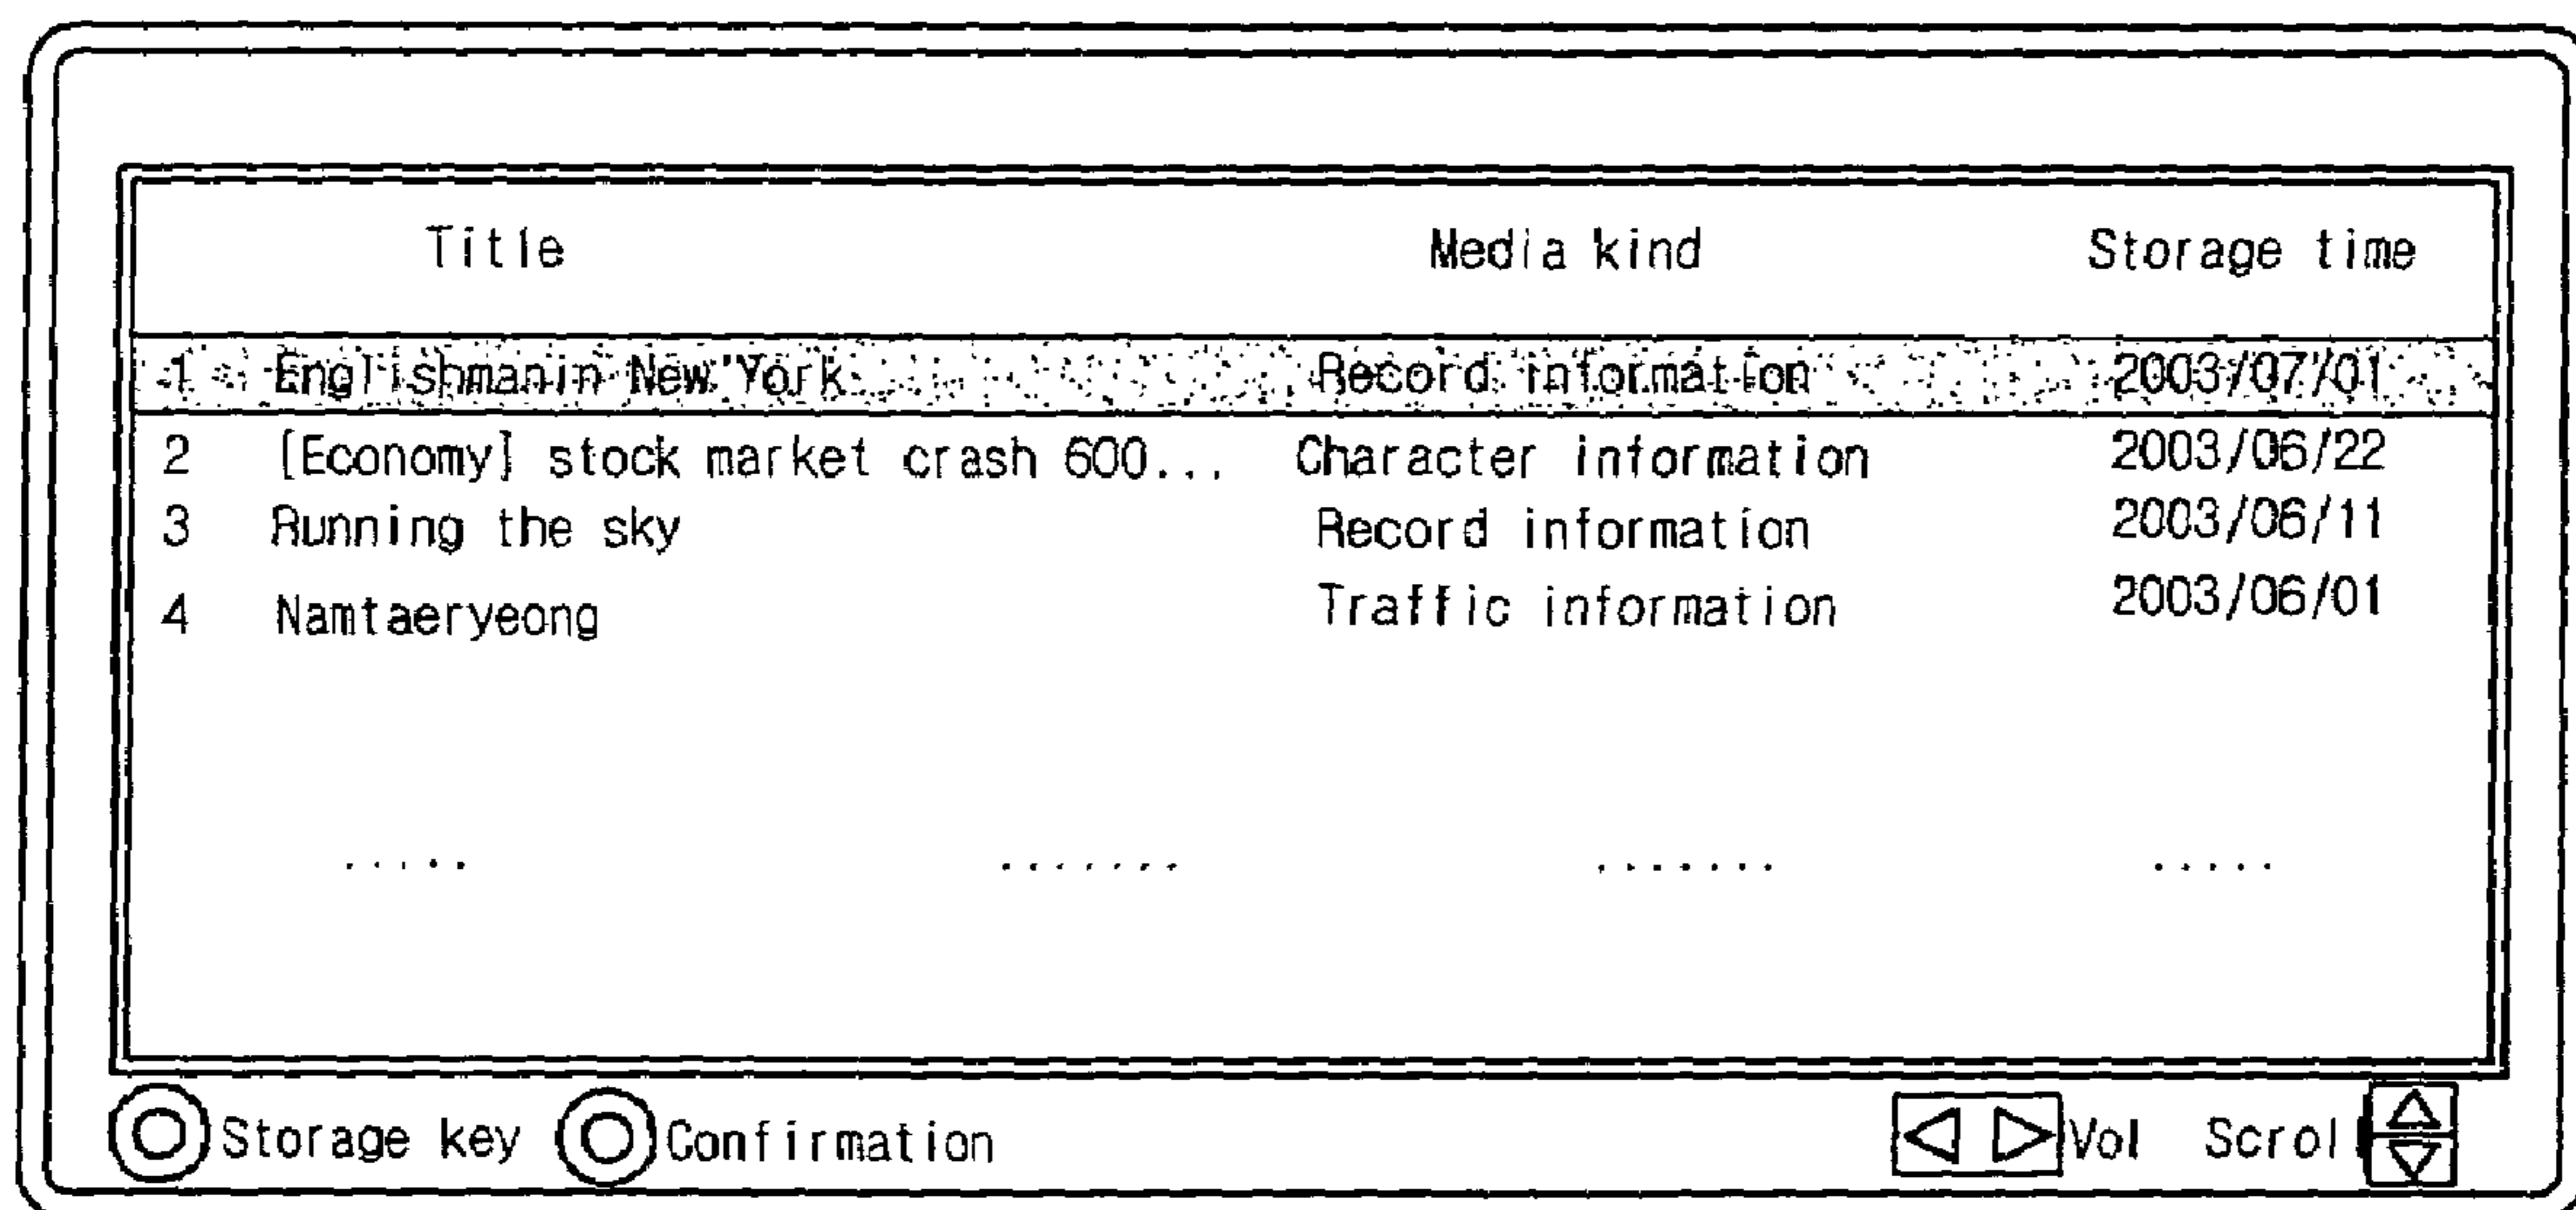 Title Media kind Storage time
1 Englishmanin New York Record information 2003/07/01
2 [Economy] stock market crash 600... Character information 2003/06/22
3 Running the sky Record information 2003/06/11
4 Namtaeryeong Traffic information 2003/06/01
..... ....... ....... .....
Storage key Confirmation Vol Scroll